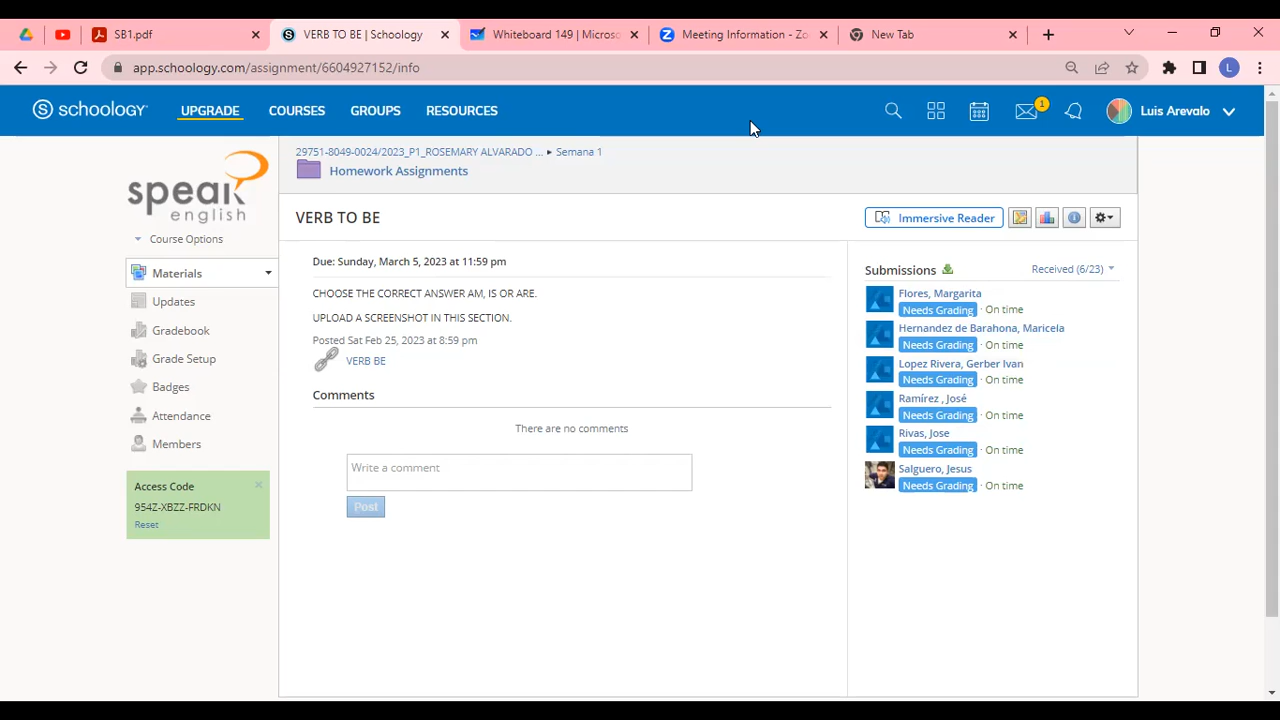 SB1.pdf
VERB TO BE | Schoology
Whiteboard 149 | Microso
Meeting Information - Zo
New Tab
app.schoology.com/assignment/6604927152/info
L
S schoology
UPGRADE
COURSES
GROUPS
RESOURCES
1
Luis Arevalo
29751-8049-0024/2023_P1_ROSEMARY ALVARADO ... ▸ Semana 1
Homework Assignments
speak
english
Course Options
Materials
Updates
Gradebook
Grade Setup
Badges
Attendance
Members
Access Code
954Z-XBZZ-FRDKN
Reset
VERB TO BE
Immersive Reader
Due: Sunday, March 5, 2023 at 11:59 pm
CHOOSE THE CORRECT ANSWER AM, IS OR ARE.
UPLOAD A SCREENSHOT IN THIS SECTION.
Posted Sat Feb 25, 2023 at 8:59 pm
VERB BE
Comments
There are no comments
Write a comment
Post
Submissions
Received (6/23)
Flores, Margarita
Needs Grading · On time
Hernandez de Barahona, Maricela
Needs Grading · On time
Lopez Rivera, Gerber Ivan
Needs Grading · On time
Ramírez , José
Needs Grading · On time
Rivas, Jose
Needs Grading · On time
Salguero, Jesus
Needs Grading · On time